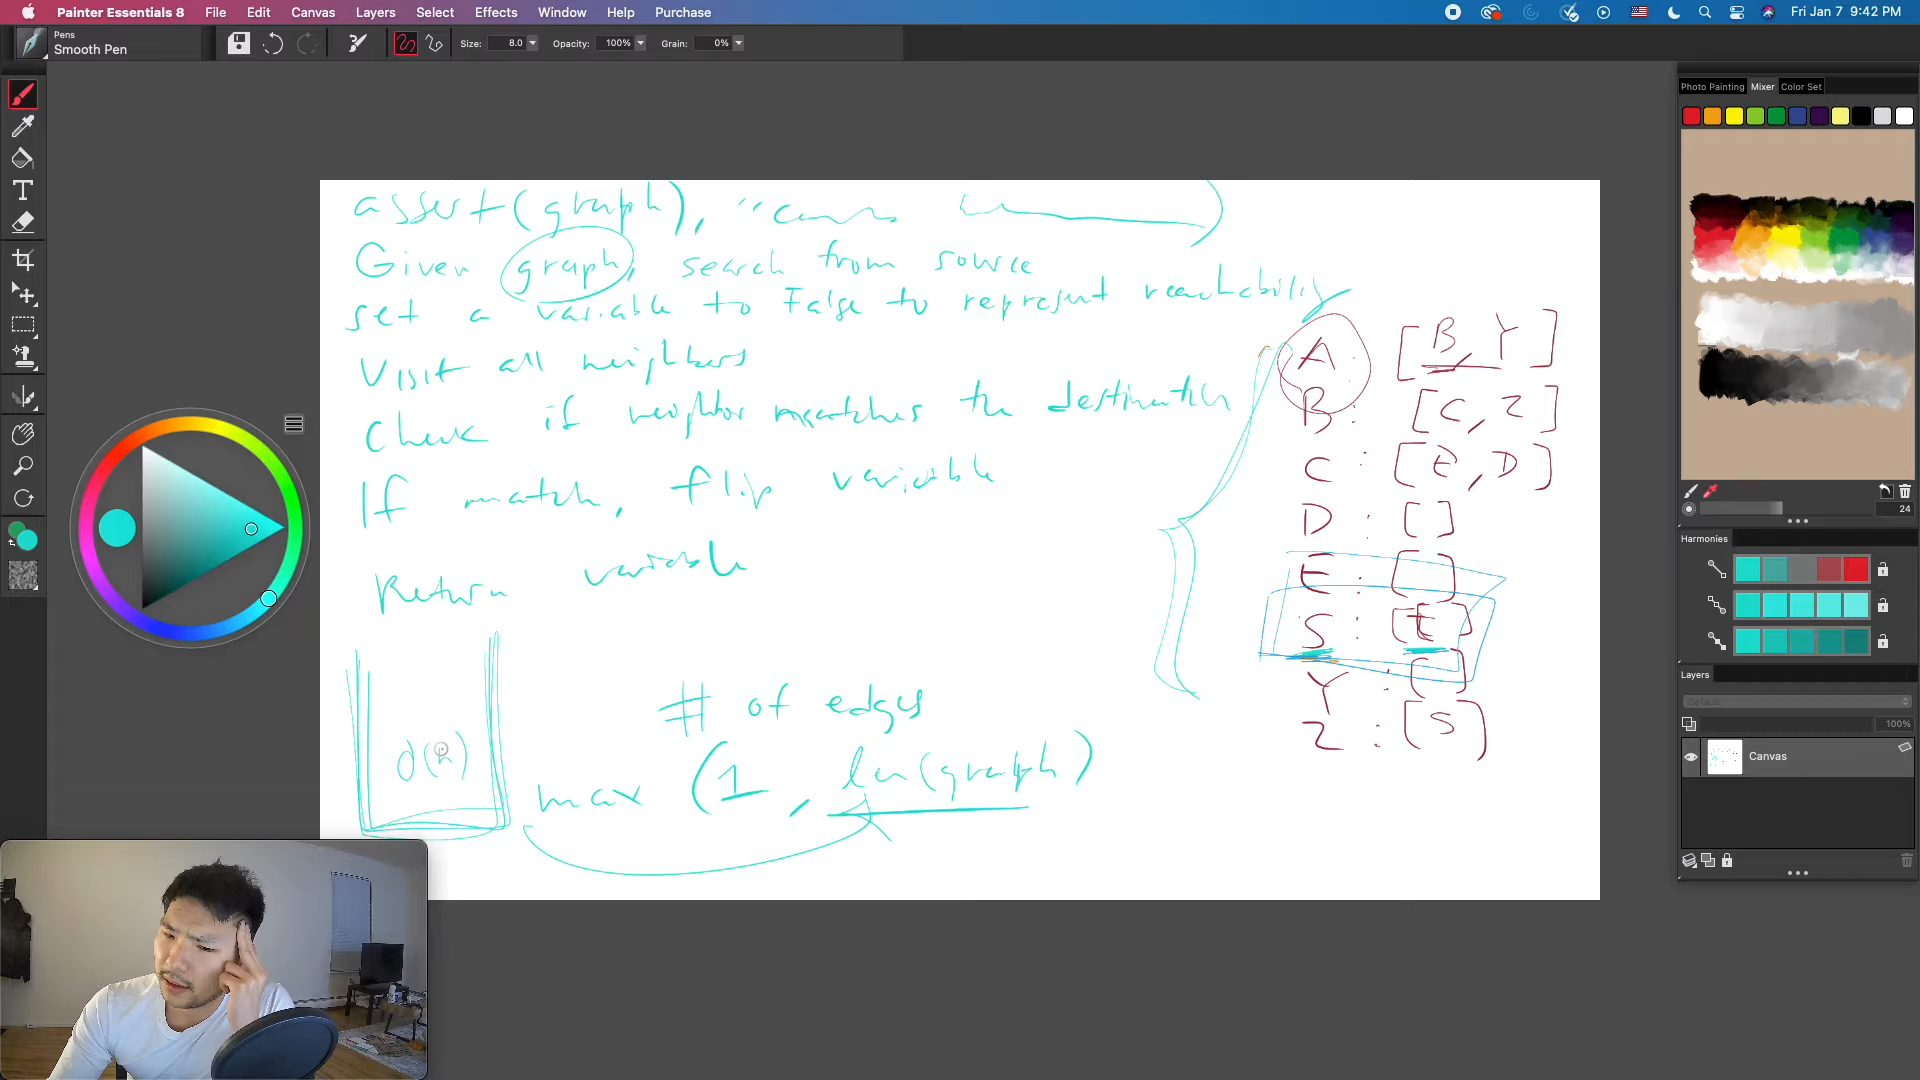 Painter Essentials 8 File Edit Canvas Layers Select Effects Window Help Purchase Fri Jan 7 9:42 PM
Pens
Smooth Pen
Size: 8.0 Opacity: 100% Grain: 0%
Photo Painting Mixer Color Set
24
Harmonies
Layers
Default
100%
Canvas
assert(graph), "
Given graph, search from source
set a variable to False to represent reachability
Visit all neighbors
Check if neighbor matches the destination
If match, flip variable
Return variable
# of edges
max (1, len(graph)
A: [B, Y]
B: [C, Z]
C: [E, D]
D: []
E: []
S: [E]
Y: []
Z: [S]